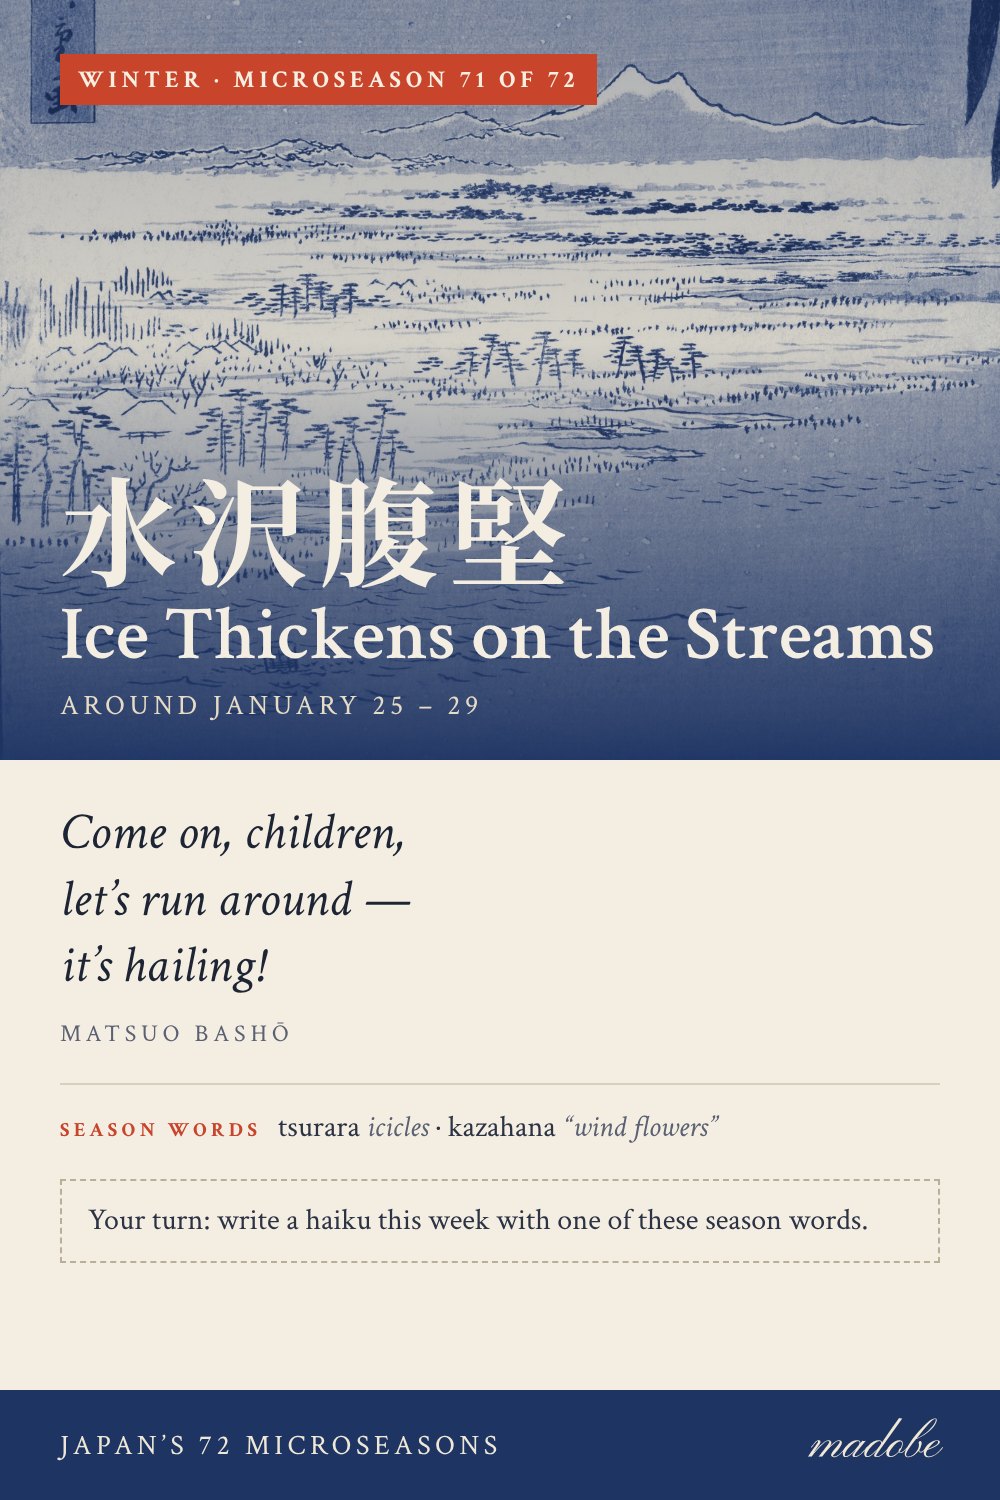 WINTER · MICROSEASON 71 OF 72
水沢腹堅
Ice Thickens on the Streams
AROUND JANUARY 25 – 29
Come on, children,
let’s run around —
it’s hailing!
MATSUO BASHŌ
SEASON WORDS tsurara icicles · kazahana “wind flowers”
Your turn: write a haiku this week with one of these season words.
JAPAN’S 72 MICROSEASONS
madobe